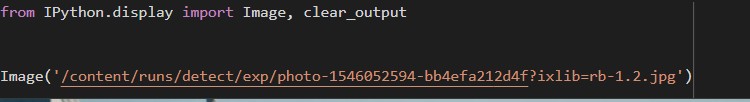 from IPython.display import Image, clear_output
Image('/content/runs/detect/exp/photo-1546052594-bb4efa212d4f?ixlib=rb-1.2.jpg')